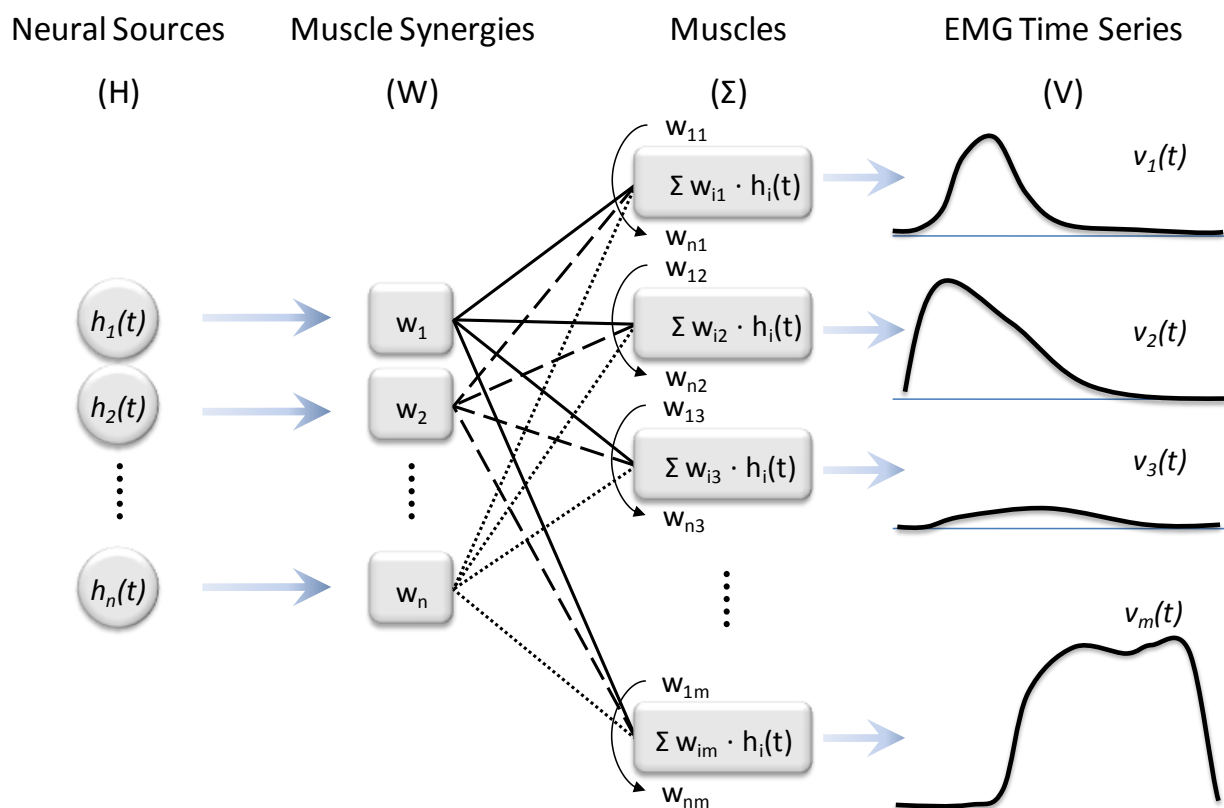 Neural Sources Muscle Synergies Muscles EMG Time Series
(H) (W) (Σ) (V)
w₁₁
Σ wᵢ₁ · hᵢ(t)
wₙ₁
v₁(t)
h₁(t)
w₁
w₁₂
Σ wᵢ₂ · hᵢ(t)
wₙ₂
v₂(t)
h₂(t)
w₂
w₁₃
Σ wᵢ₃ · hᵢ(t)
wₙ₃
v₃(t)
hₙ(t)
wₙ
w₁ₘ
Σ wᵢₘ · hᵢ(t)
wₙₘ
vₘ(t)